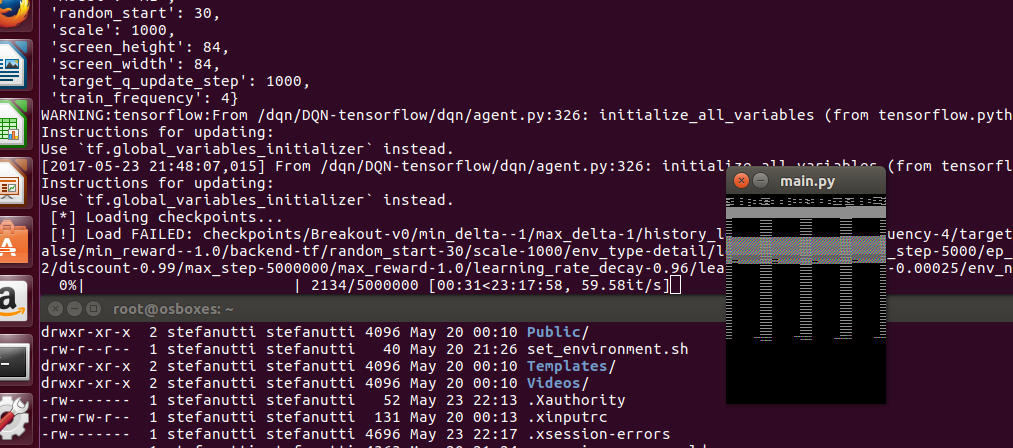 'random_start': 30,
'scale': 1000,
'screen_height': 84,
'screen_width': 84,
'target_q_update_step': 1000,
'train_frequency': 4}
WARNING:tensorflow:From /dqn/DQN-tensorflow/dqn/agent.py:326: initialize_all_variables (from tensorflow.pyth
Instructions for updating:
Use `tf.global_variables_initializer` instead.
[2017-05-23 21:48:07,015] From /dqn/DQN-tensorflow/dqn/agent.py:326: initialize_all_variables (from tensorfl
Instructions for updating:
Use `tf.global_variables_initializer` instead.
main.py
[*] Loading checkpoints...
[!] Load FAILED: checkpoints/Breakout-v0/min_delta--1/max_delta-1/history_l uency-4/target
alse/min_reward--1.0/backend-tf/random_start-30/scale-1000/env_type-detail/l _step-5000/ep_
2/discount-0.99/max_step-5000000/max_reward-1.0/learning_rate_decay-0.96/lea -0.00025/env_n
0%| | 2134/5000000 [00:31<23:17:58, 59.58it/s]
root@osboxes: ~
drwxr-xr-x 2 stefanutti stefanutti 4096 May 20 00:10 Public/
-rw-r--r-- 1 stefanutti stefanutti 40 May 20 21:26 set_environment.sh
drwxr-xr-x 2 stefanutti stefanutti 4096 May 20 00:10 Templates/
drwxr-xr-x 2 stefanutti stefanutti 4096 May 20 00:10 Videos/
-rw------- 1 stefanutti stefanutti 52 May 23 22:13 .Xauthority
-rw-rw-r-- 1 stefanutti stefanutti 131 May 20 00:13 .xinputrc
-rw------- 1 stefanutti stefanutti 4696 May 23 22:17 .xsession-errors